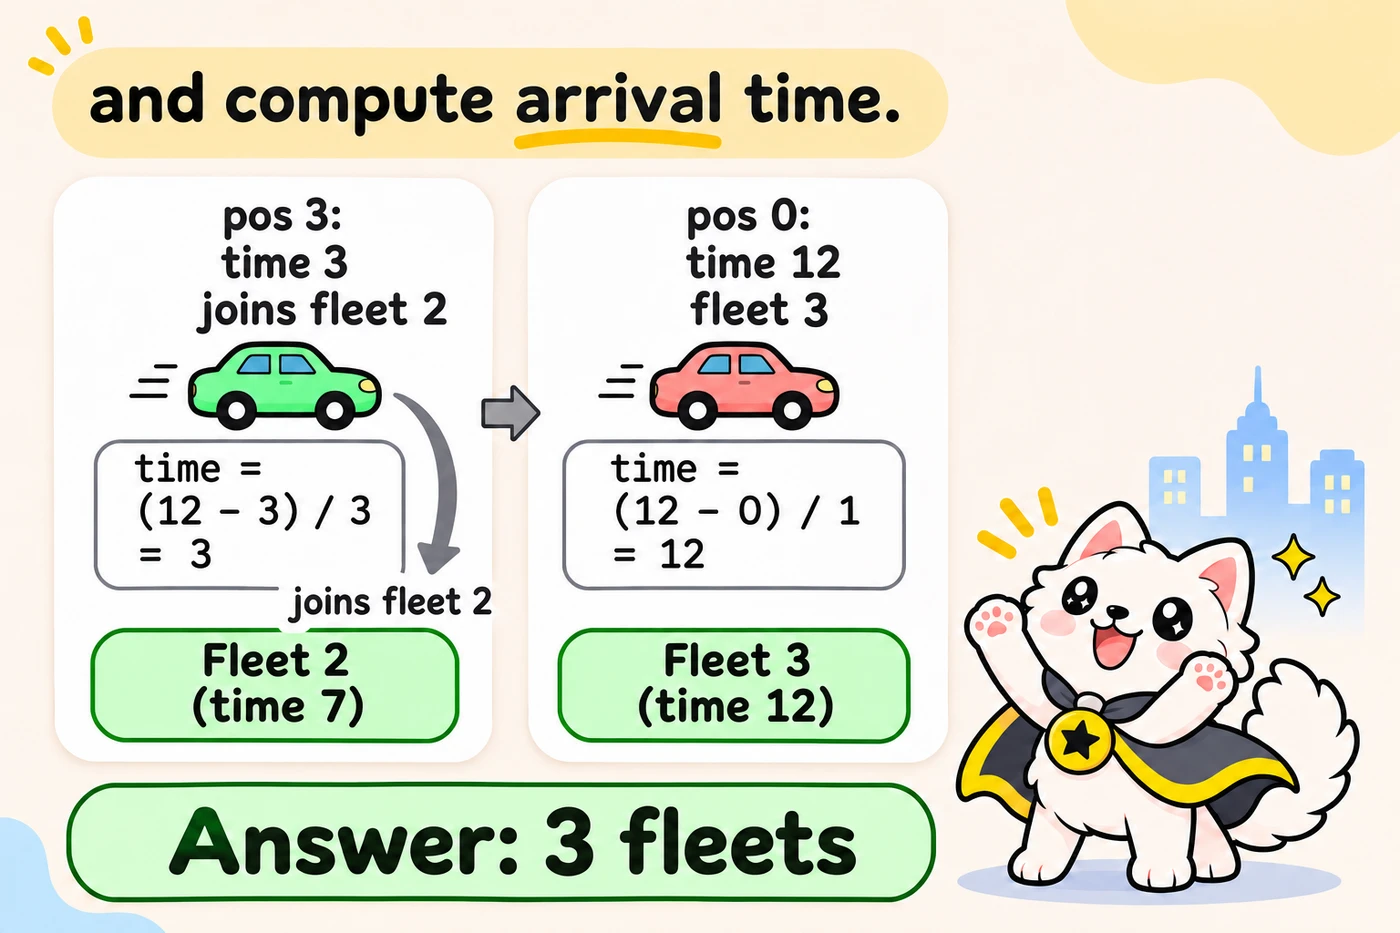 and compute arrival time.
pos 3:
time 3
joins fleet 2
time =
(12 – 3) / 3
= 3
joins fleet 2
Fleet 2
(time 7)
pos 0:
time 12
fleet 3
time =
(12 – 0) / 1
= 12
Fleet 3
(time 12)
Answer: 3 fleets